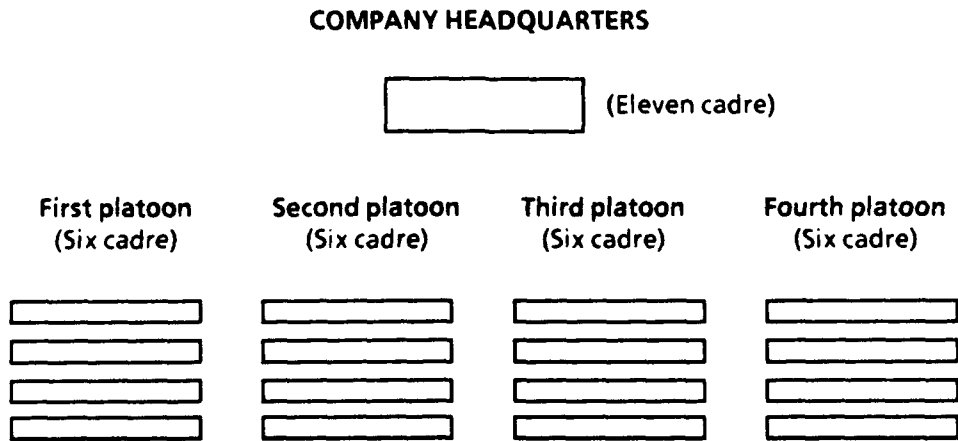 COMPANY HEADQUARTERS
(Eleven cadre)
First platoon
(Six cadre)
Second platoon
(Six cadre)
Third platoon
(Six cadre)
Fourth platoon
(Six cadre)